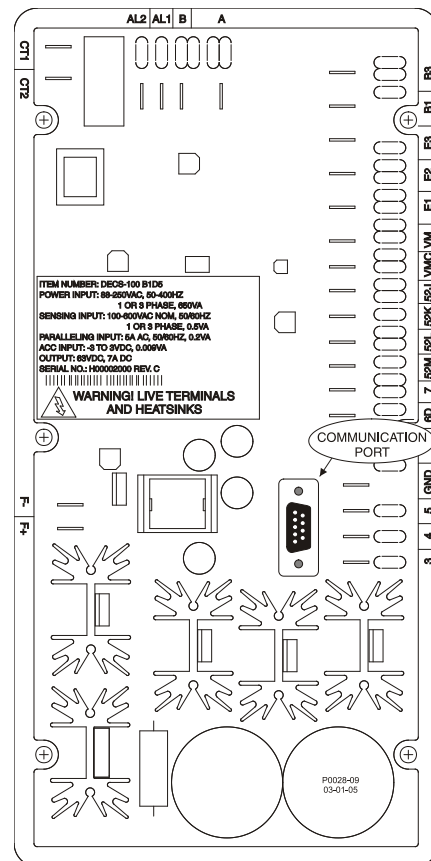 AL2 AL1 B A
CT1
CT2
B3
B1
E3
E2
E1
VM
VMC
52J
52K
52L
52M
7
6D
ITEM NUMBER: DECS-100 B1D5
POWER INPUT: 88-250VAC, 50-400HZ
1 OR 3 PHASE, 650VA
SENSING INPUT: 100-600VAC NOM, 50/60HZ
1 OR 3 PHASE, 0.5VA
PARALLELING INPUT: 5A AC, 50/60HZ, 0.2VA
ACC INPUT: -3 TO 3VDC, 0.009VA
OUTPUT: 63VDC, 7A DC
SERIAL NO.: H00002000 REV. C
WARNING! LIVE TERMINALS
AND HEATSINKS
COMMUNICATION
PORT
F-
F+
GND
5
4
3
P0028-09
03-01-05